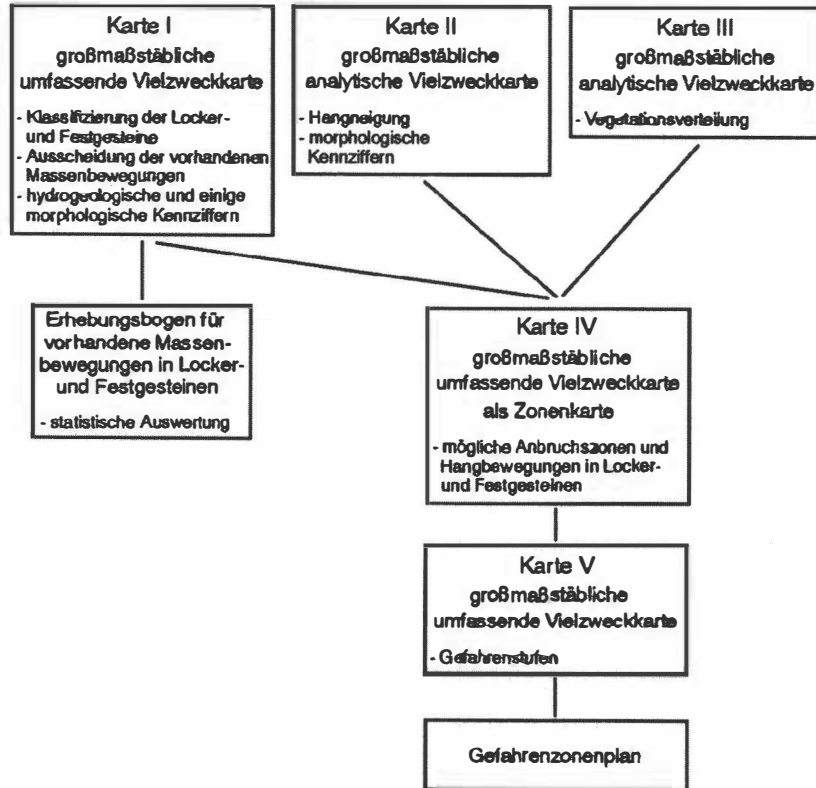 Karte I
großmaßstäbliche
umfassende Vielzweckkarte
- Klassifizierung der Locker-
und Festgesteine
- Ausscheidung der vorhandenen
Massenbewegungen
- hydrogeologische und einige
morphologische Kennziffern
Karte II
großmaßstäbliche
analytische Vielzweckkarte
- Hangneigung
- morphologische
Kennziffern
Karte III
großmaßstäbliche
analytische Vielzweckkarte
- Vegetationsverteilung
Erhebungsbogen für
vorhandene Massen-
bewegungen in Locker-
und Festgesteinen
- statistische Auswertung
Karte IV
großmaßstäbliche
umfassende Vielzweckkarte
als Zonenkarte
- mögliche Anbruchszonen und
Hangbewegungen in Locker-
und Festgesteinen
Karte V
großmaßstäbliche
umfassende Vielzweckkarte
- Gefahrenstufen
Gefahrenzonenplan